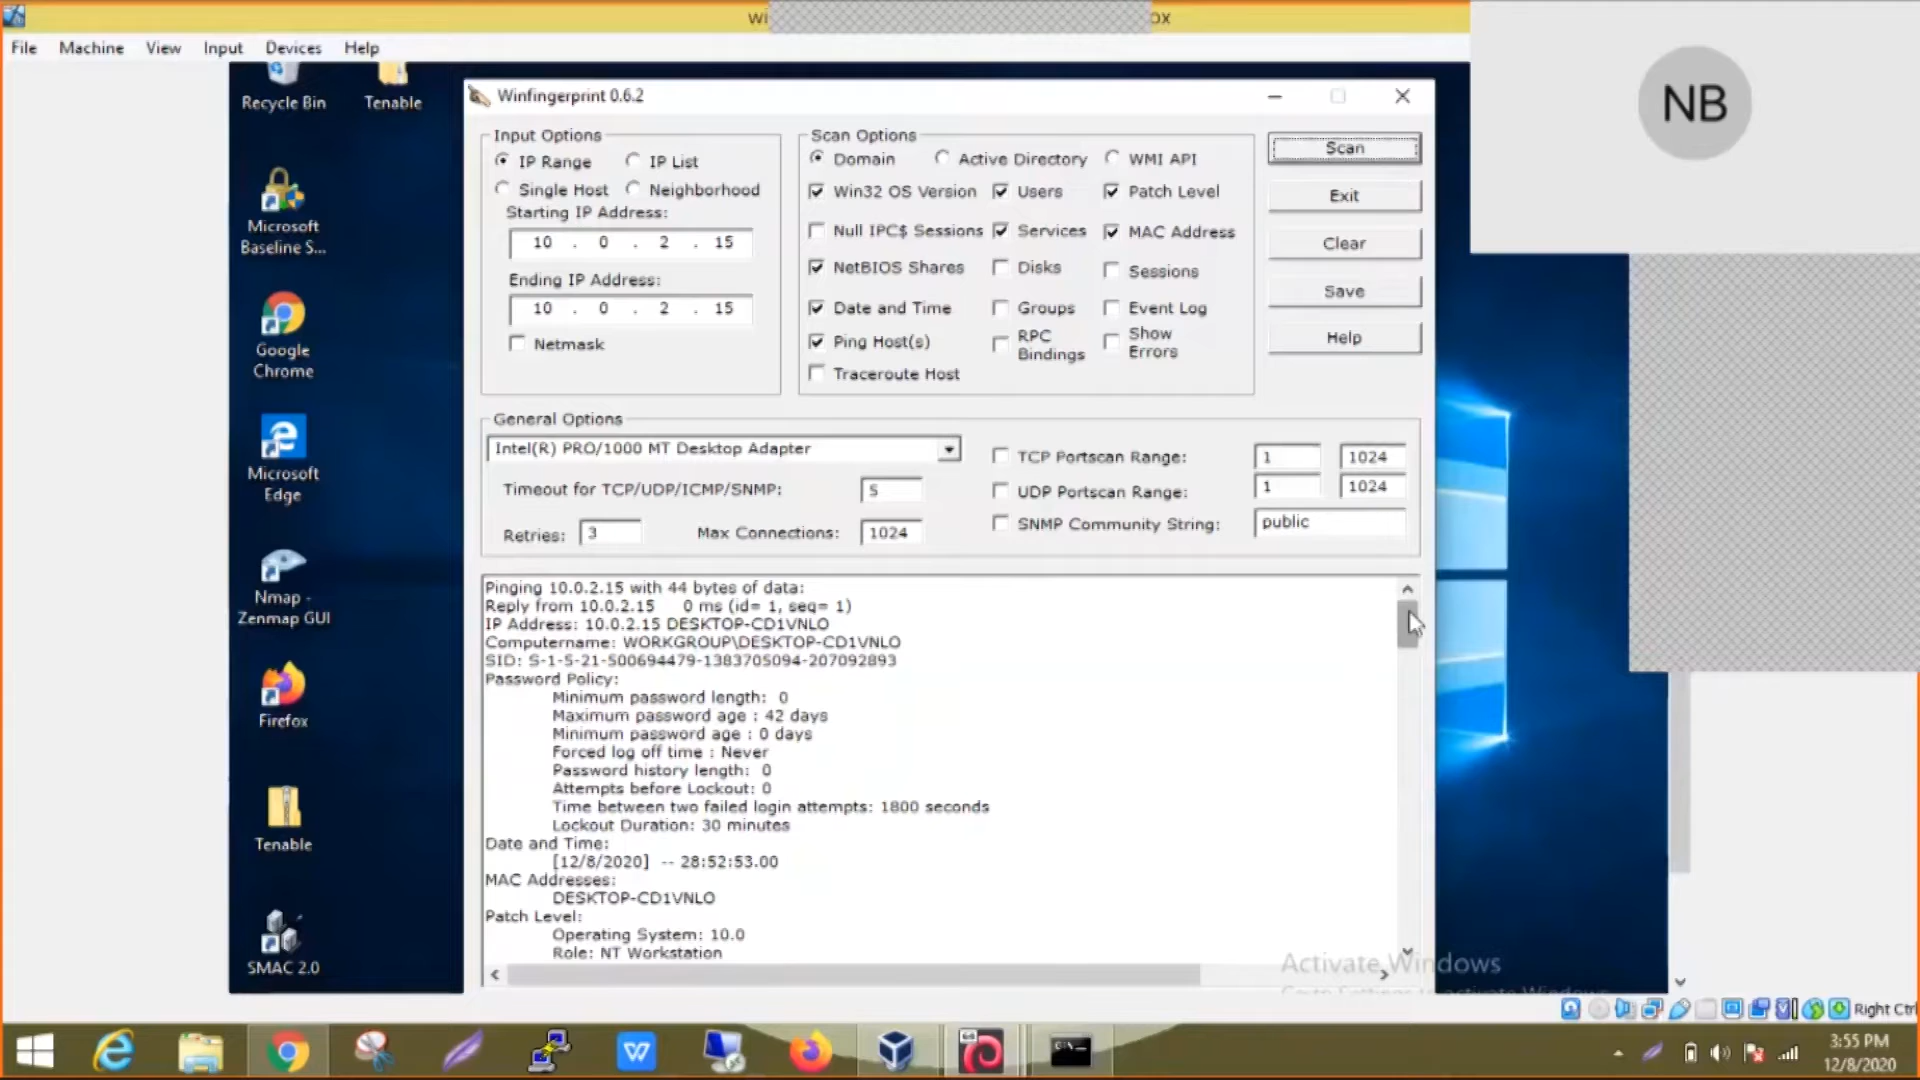 File Machine View Input Devices Help
NB
Recycle Bin
Tenable
Microsoft
Baseline S...
Google
Chrome
Microsoft
Edge
Nmap -
Zenmap GUI
Firefox
Tenable
SMAC 2.0
Winfingerprint 0.6.2
Input Options
IP Range IP List
Single Host Neighborhood
Starting IP Address:
10 . 0 . 2 . 15
Ending IP Address:
10 . 0 . 2 . 15
Netmask
Scan Options
Domain Active Directory WMI API
Win32 OS Version Users Patch Level
Null IPC$ Sessions Services MAC Address
NetBIOS Shares Disks Sessions
Date and Time Groups Event Log
Ping Host(s) RPC Bindings Show Errors
Traceroute Host
Scan
Exit
Clear
Save
Help
General Options
Intel(R) PRO/1000 MT Desktop Adapter
Timeout for TCP/UDP/ICMP/SNMP: 5
Retries: 3 Max Connections: 1024
TCP Portscan Range: 1 1024
UDP Portscan Range: 1 1024
SNMP Community String: public
Pinging 10.0.2.15 with 44 bytes of data:
Reply from 10.0.2.15 0 ms (id= 1, seq= 1)
IP Address: 10.0.2.15 DESKTOP-CD1VNLO
Computername: WORKGROUP\DESKTOP-CD1VNLO
SID: S-1-5-21-500694479-1383705094-207092893
Password Policy:
Minimum password length: 0
Maximum password age : 42 days
Minimum password age : 0 days
Forced log off time : Never
Password history length: 0
Attempts before Lockout: 0
Time between two failed login attempts: 1800 seconds
Lockout Duration: 30 minutes
Date and Time:
[12/8/2020] -- 28:52:53.00
MAC Addresses:
DESKTOP-CD1VNLO
Patch Level:
Operating System: 10.0
Role: NT Workstation
Activate Windows
Right Ctrl
3:55 PM
12/8/2020